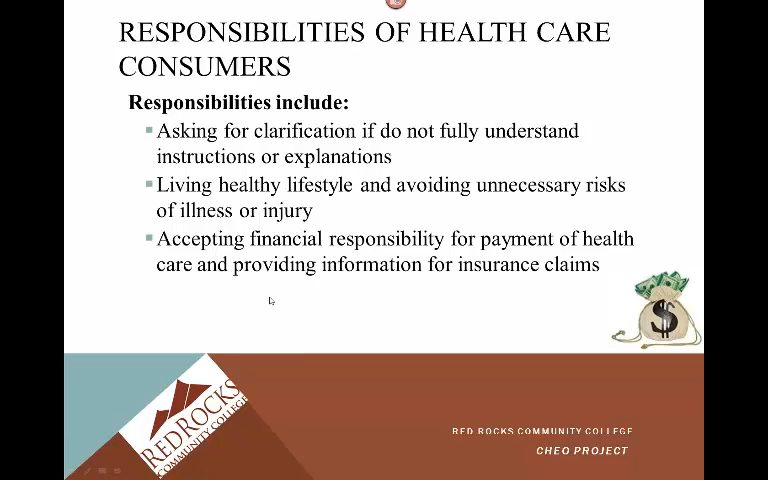 RESPONSIBILITIES OF HEALTH CARE
CONSUMERS
Responsibilities include:
Asking for clarification if do not fully understand
instructions or explanations
Living healthy lifestyle and avoiding unnecessary risks
of illness or injury
Accepting financial responsibility for payment of health
care and providing information for insurance claims
$
RED ROCKS
COMMUNITY COLLEGE
RED ROCKS COMMUNITY COLLEGE
CHEO PROJECT